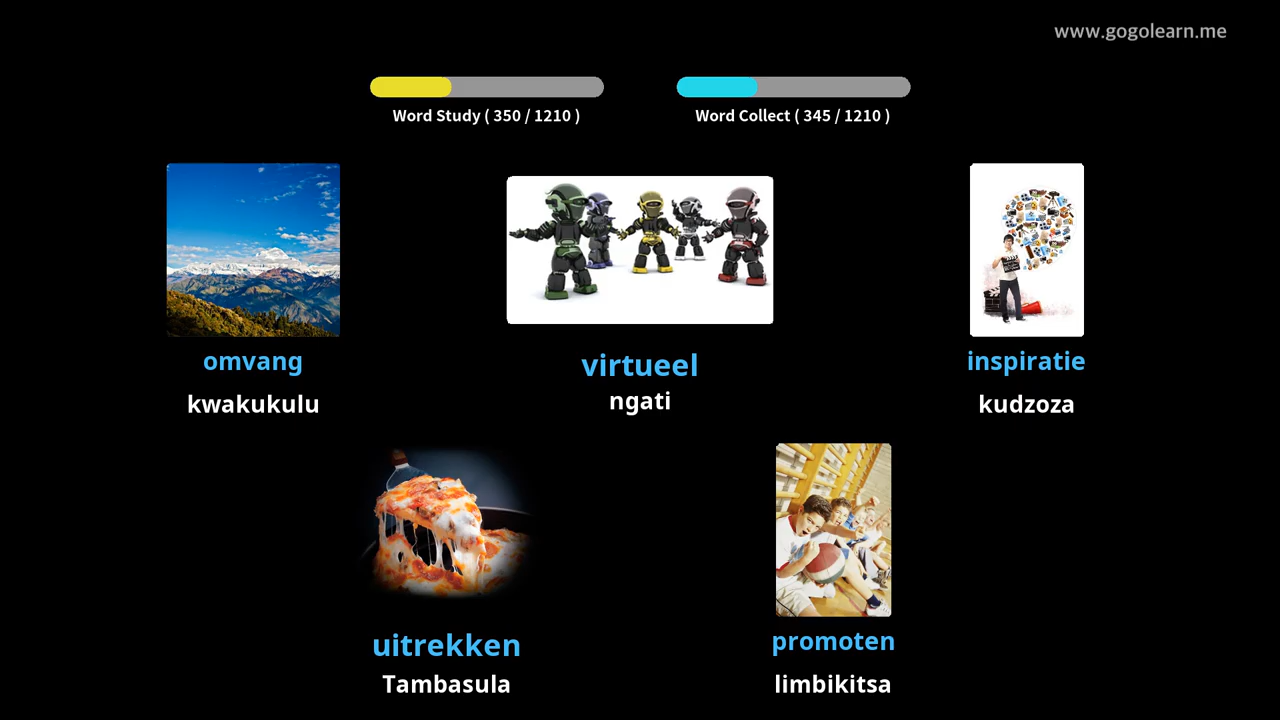 www.gogolearn.me
Word Study ( 350 / 1210 )
Word Collect ( 345 / 1210 )
omvang
kwakukulu
virtueel
ngati
inspiratie
kudzoza
uitrekken
Tambasula
promoten
limbikitsa